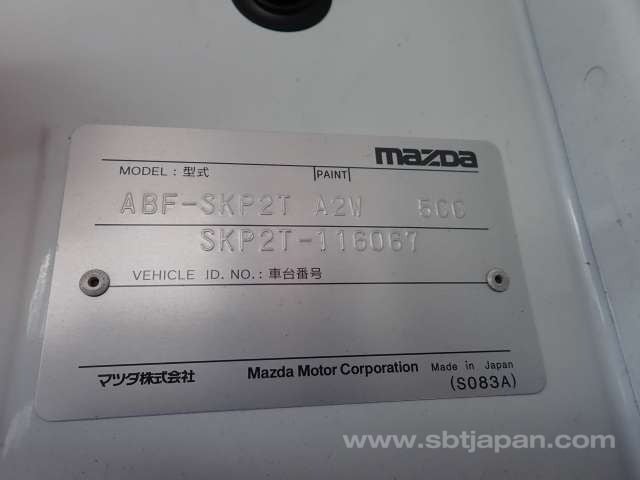 mazda
MODEL : 型式 PAINT
ABF-SKP2T A2W 5CC
SKP2T-116067
VEHICLE ID. NO. : 車台番号
マツダ株式会社 Mazda Motor Corporation Made in Japan
(S083A)
www.sbtjapan.com